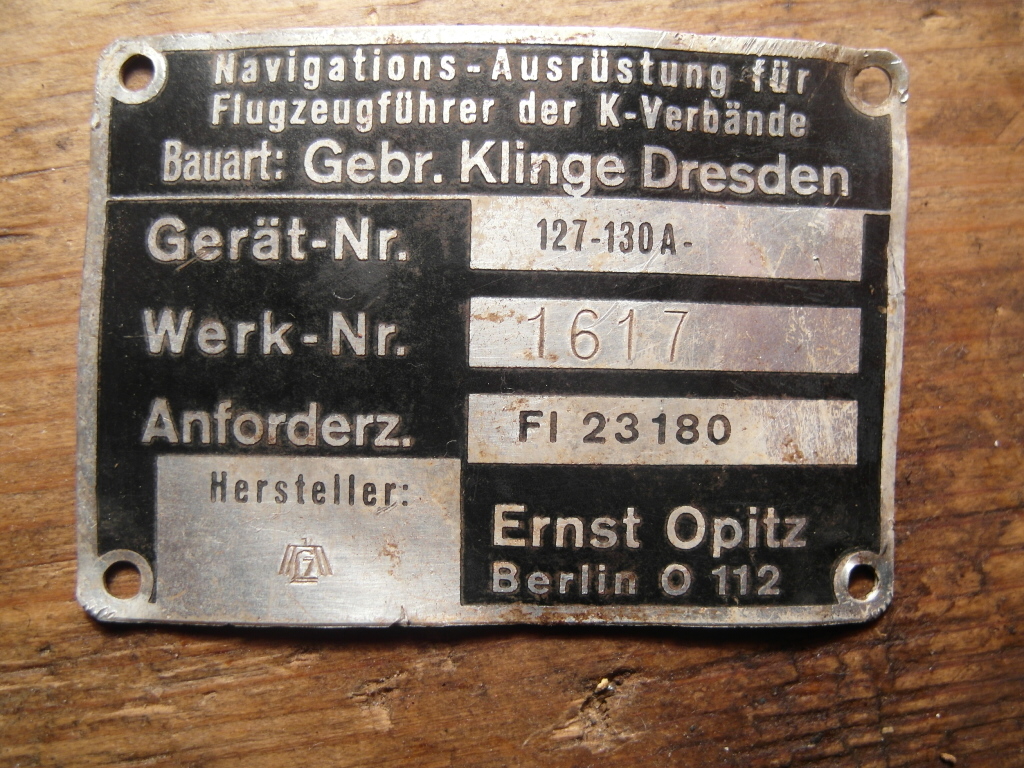 Navigations-Ausrüstung für
Flugzeugführer der K-Verbände
Bauart: Gebr. Klinge Dresden
Gerät-Nr. 127-130A-
Werk-Nr. 1617
Anforderz. Fl 23180
Hersteller:
Ernst Opitz
Berlin O 112